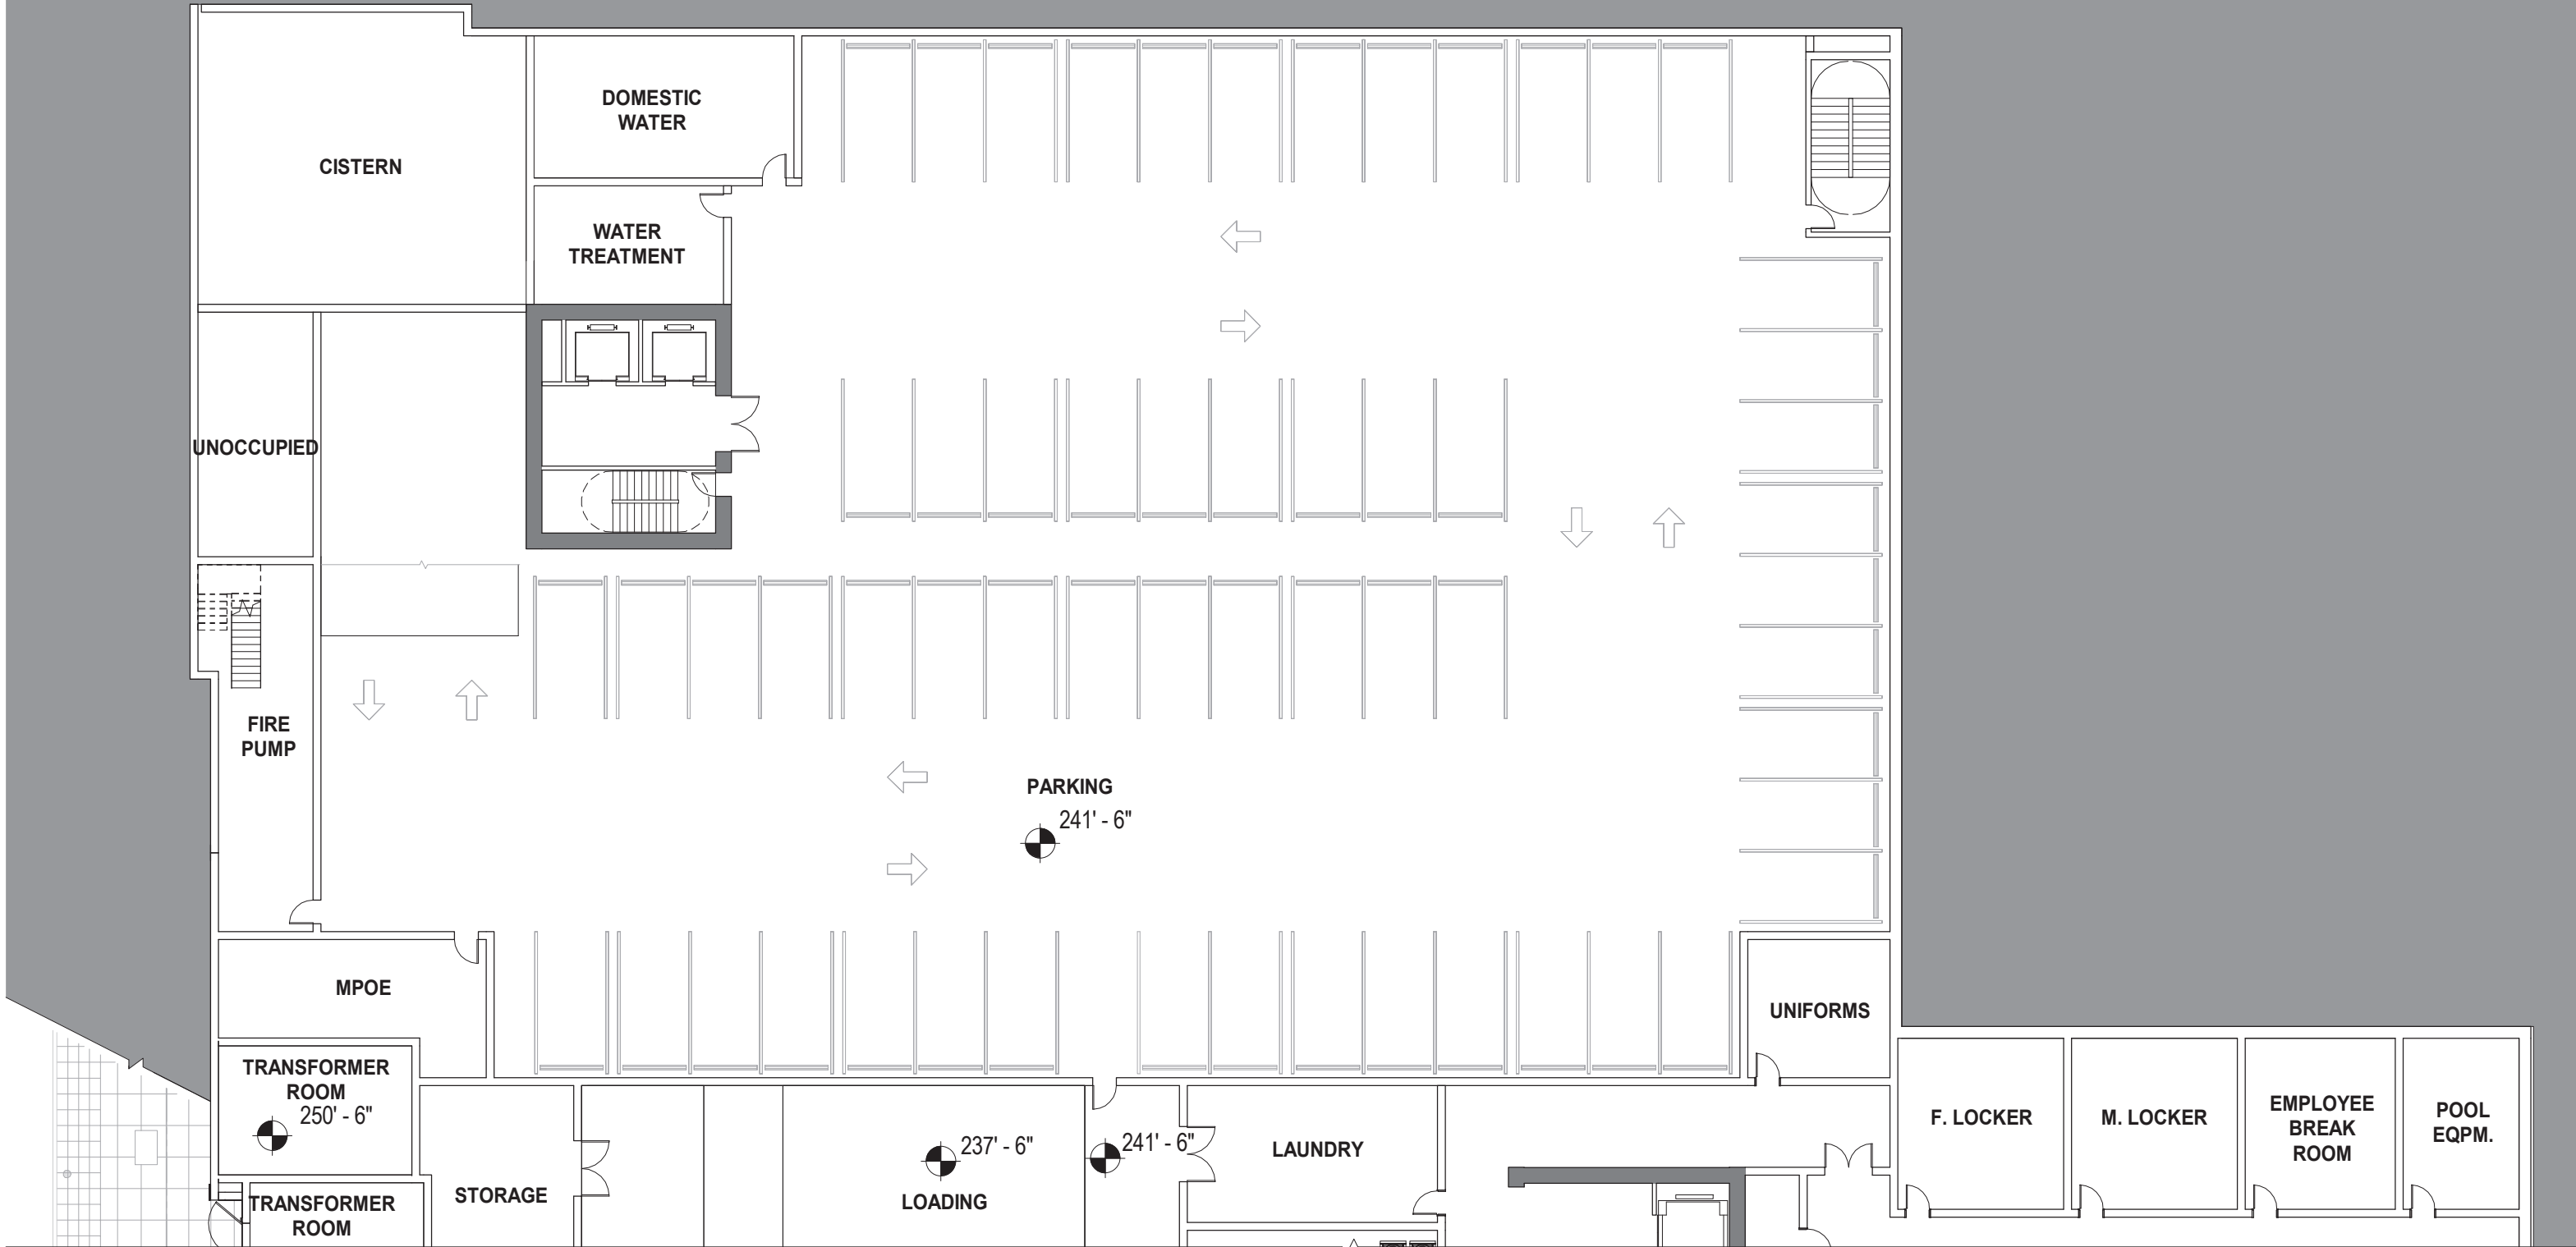 DOMESTIC
WATER
CISTERN
WATER
TREATMENT
UNOCCUPIED
FIRE
PUMP
PARKING
241' - 6"
MPOE
UNIFORMS
TRANSFORMER
ROOM
250' - 6"
F. LOCKER
M. LOCKER
EMPLOYEE
BREAK
ROOM
POOL
EQPM.
237' - 6"
241' - 6"
LAUNDRY
STORAGE
LOADING
TRANSFORMER
ROOM